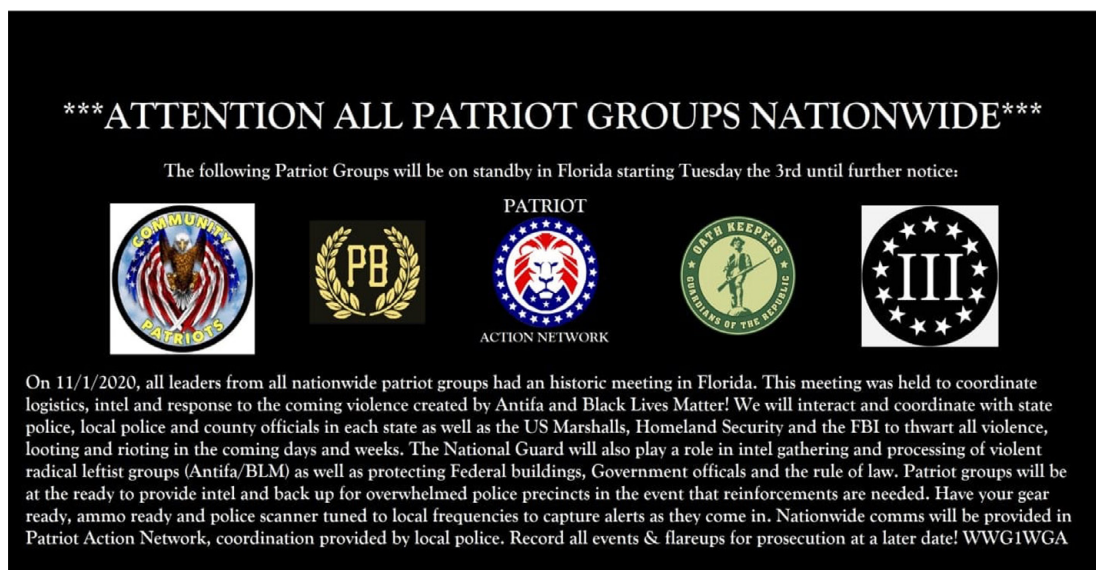 ***ATTENTION ALL PATRIOT GROUPS NATIONWIDE***
The following Patriot Groups will be on standby in Florida starting Tuesday the 3rd until further notice:
COMMUNITY
PATRIOTS
PB
PATRIOT
ACTION NETWORK
OATH KEEPERS
GUARDIANS OF THE REPUBLIC
III
On 11/1/2020, all leaders from all nationwide patriot groups had an historic meeting in Florida. This meeting was held to coordinate
logistics, intel and response to the coming violence created by Antifa and Black Lives Matter! We will interact and coordinate with state
police, local police and county officials in each state as well as the US Marshalls, Homeland Security and the FBI to thwart all violence,
looting and rioting in the coming days and weeks. The National Guard will also play a role in intel gathering and processing of violent
radical leftist groups (Antifa/BLM) as well as protecting Federal buildings, Government officals and the rule of law. Patriot groups will be
at the ready to provide intel and back up for overwhelmed police precincts in the event that reinforcements are needed. Have your gear
ready, ammo ready and police scanner tuned to local frequencies to capture alerts as they come in. Nationwide comms will be provided in
Patriot Action Network, coordination provided by local police. Record all events & flareups for prosecution at a later date! WWG1WGA